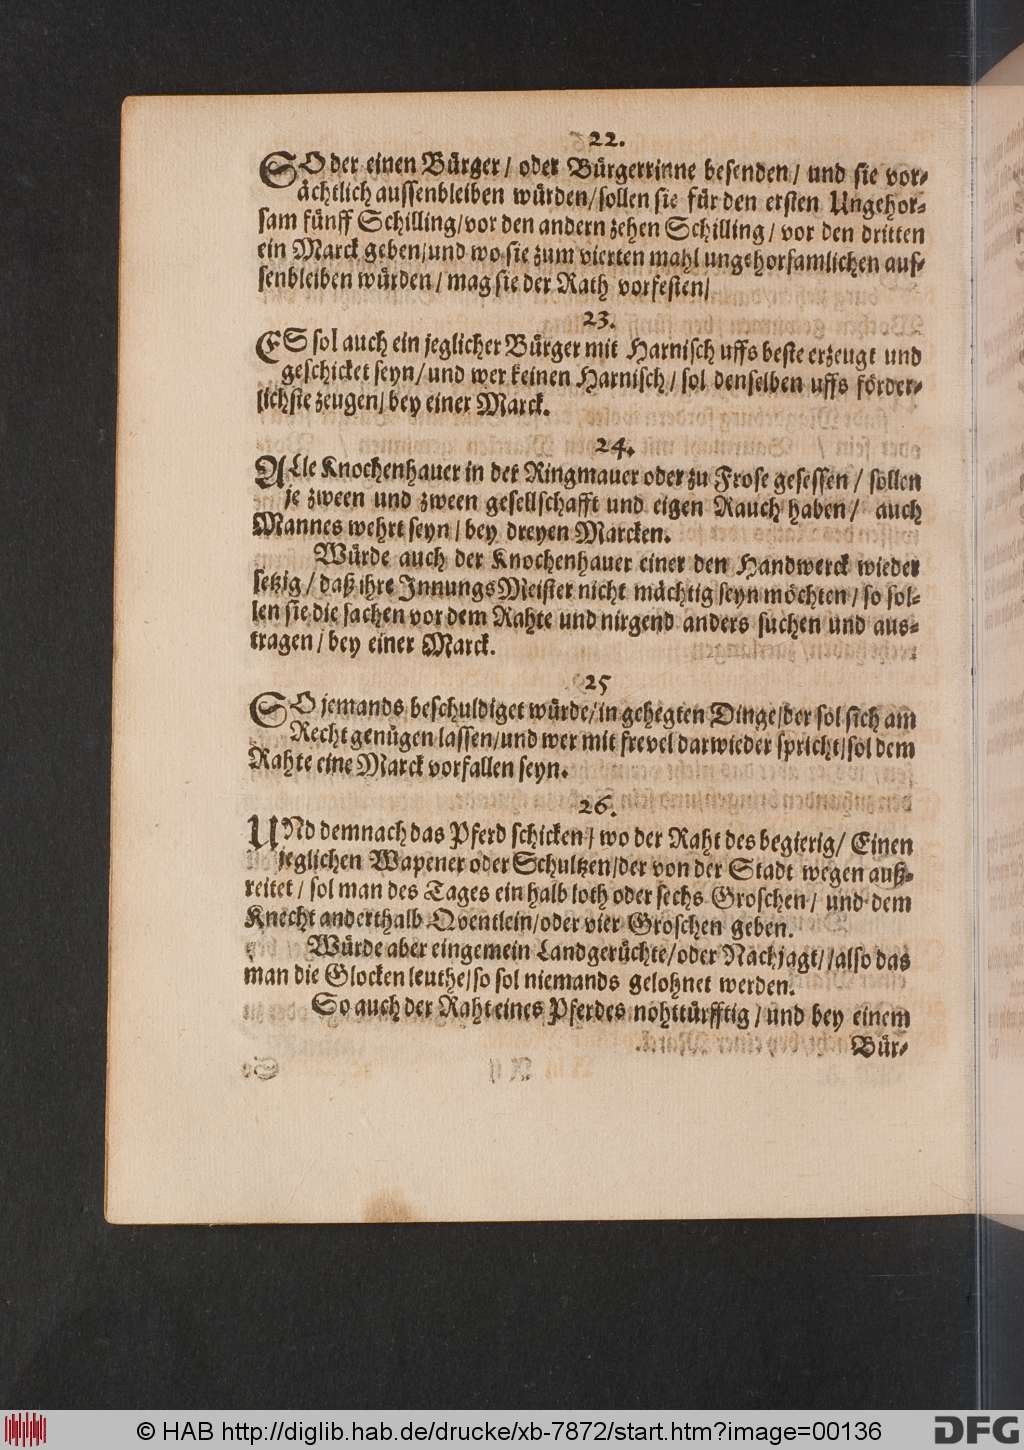 22.
SO der einen Bürger / oder Bürgerrinne besenden / und sie vor-
ächtlich aussenbleiben würden / sollen sie für den ersten Ungehor-
sam fünff Schilling / vor den andern zehen Schilling / vor den dritten
ein Marck geben / und wo sie zum vierten mahl ungehorsamlichen aus-
senbleiben würden / mag sie der Rath vorfesten /
23.
ES sol auch ein jeglicher Bürger mit Harnisch uffs beste erzeugt und
geschicket seyn / und wer keinen Harnisch / sol denselben uffs förder-
lichste zeugen / bey einer Marck.
24.
ALle Knochenhauer in der Ringmauer oder zu Frose gesessen / sollen
je zween und zween gesellschafft und eigen Rauch haben / auch
Mannes wehrt seyn / bey dreyen Marcken.
Würde auch der Knochenhauer einer den Handwerck wieder
setzig / daß ihre InnungsMeister nicht mächtig seyn möchten / so sol-
len sie die sachen vor dem Rahte und nirgend anders suchen und aus-
tragen / bey einer Marck.
25
SO jemands beschuldiget würde / in gehegten Dinge / der sol sich am
Recht genügen lassen / und wer mit frevel darwieder spricht / sol dem
Rahte eine Marck vorfallen seyn.
26.
UNd demnach das Pferd schicken / wo der Raht des begierig / Einen
jeglichen Wapener oder Schultzen / der von der Stadt wegen auß-
reitet / sol man des Tages ein halb loth oder sechs Groschen / und dem
Knecht anderthalb Qventlein / oder vier Groschen geben.
Würde aber eingemein Landgerüchte / oder Nachjagt / / also das
man die Glocken leuthe / so sol niemands gelohnet werden.
So auch der Raht eines Pferdes nohttürfftig / und bey einem
Bür-
© HAB http://diglib.hab.de/drucke/xb-7872/start.htm?image=00136
DFG